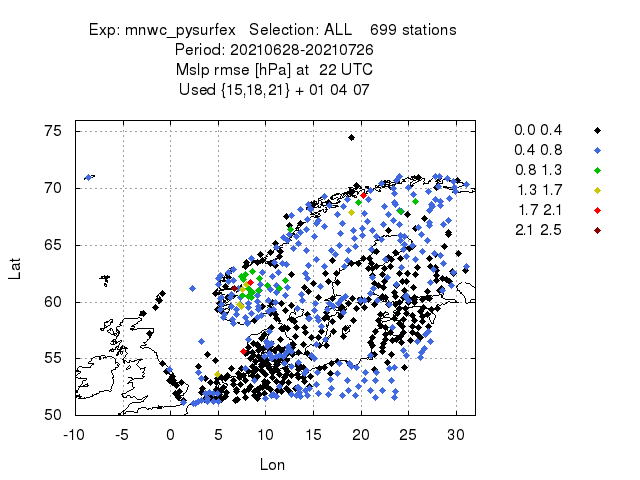 Exp: mnwc_pysurfex   Selection: ALL    699 stations
Period: 20210628-20210726
Mslp rmse [hPa] at  22 UTC
Used {15,18,21} + 01 04 07
0.0 0.4
0.4 0.8
0.8 1.3
1.3 1.7
1.7 2.1
2.1 2.5
Lat
75
70
65
60
55
50
-10 -5 0 5 10 15 20 25 30
Lon